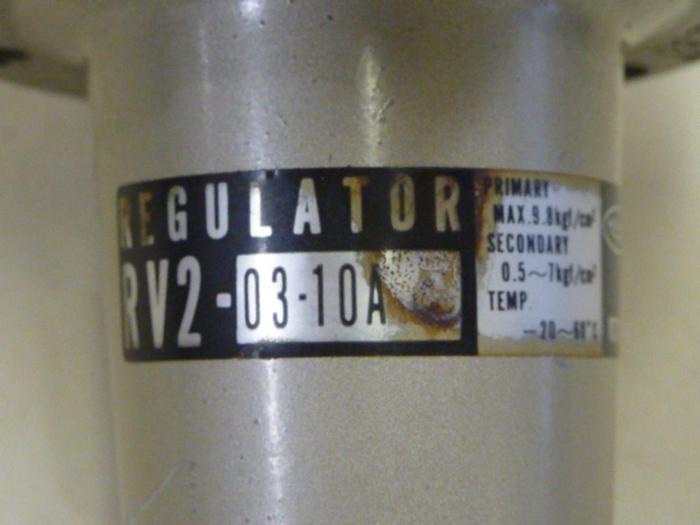 REGULATOR
RV2-03-10A
PRIMARY
MAX.9.8kgf/cm²
SECONDARY
0.5～7kgf/cm²
TEMP.
-20～60°C